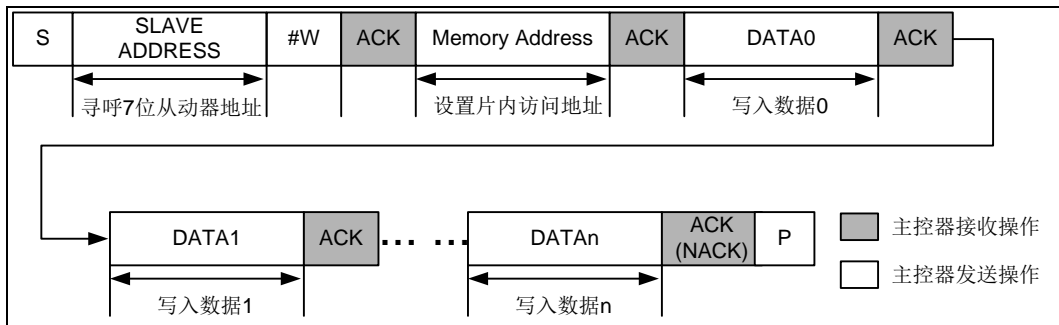 S
SLAVE
ADDRESS
#W
ACK
Memory Address
ACK
DATA0
ACK
寻呼7位从动器地址
设置片内访问地址
写入数据0
DATA1
ACK
... ...
DATAn
ACK
(NACK)
P
主控器接收操作
主控器发送操作
写入数据1
写入数据n